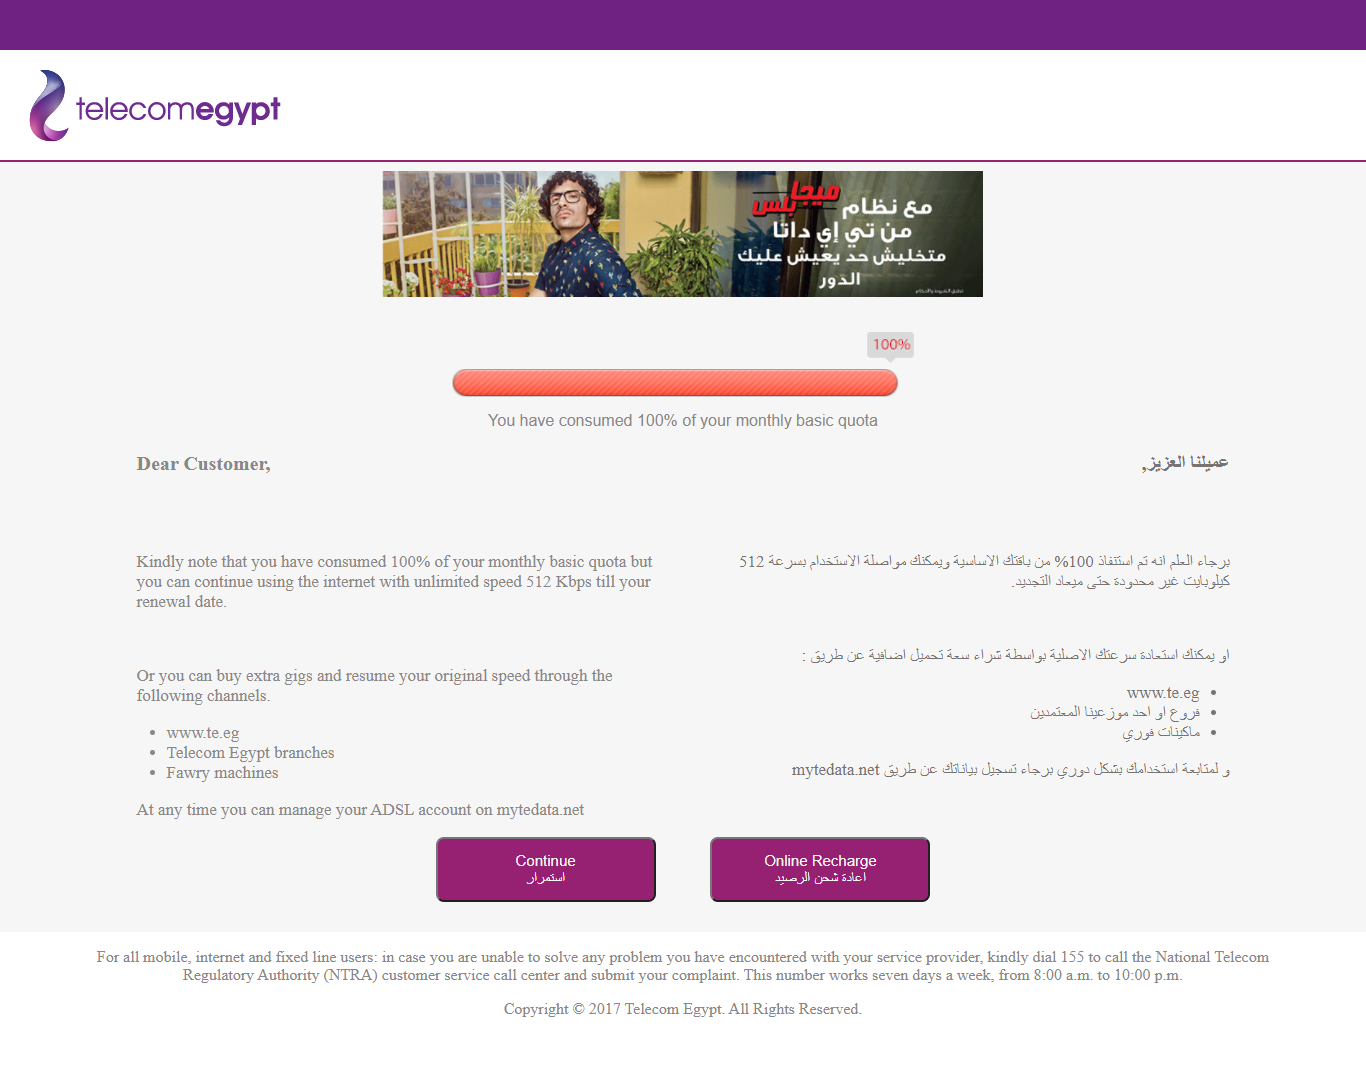 telecomegypt
مع نظام ميجا بلس
من تي إي داتا
متخليش حد يعيش عليك
الدور
تطبق الشروط والأحكام
100%
You have consumed 100% of your monthly basic quota
Dear Customer,
عميلنا العزيز,
Kindly note that you have consumed 100% of your monthly basic quota but
you can continue using the internet with unlimited speed 512 Kbps till your
renewal date.
Or you can buy extra gigs and resume your original speed through the
following channels.
• www.te.eg
• Telecom Egypt branches
• Fawry machines
At any time you can manage your ADSL account on mytedata.net
برجاء العلم انه تم استنفاذ 100% من باقتك الاساسية ويمكنك مواصلة الاستخدام بسرعة 512
كيلوبايت غير محدودة حتى ميعاد التجديد.
او يمكنك استعادة سرعتك الاصلية بواسطة شراء سعة تحميل اضافية عن طريق :
• www.te.eg
• فروع او احد موزعينا المعتمدين
• ماكينات فوري
و لمتابعة استخدامك بشكل دوري برجاء تسجيل بياناتك عن طريق mytedata.net
Continue
استمرار
Online Recharge
اعادة شحن الرصيد
For all mobile, internet and fixed line users: in case you are unable to solve any problem you have encountered with your service provider, kindly dial 155 to call the National Telecom
Regulatory Authority (NTRA) customer service call center and submit your complaint. This number works seven days a week, from 8:00 a.m. to 10:00 p.m.
Copyright © 2017 Telecom Egypt. All Rights Reserved.